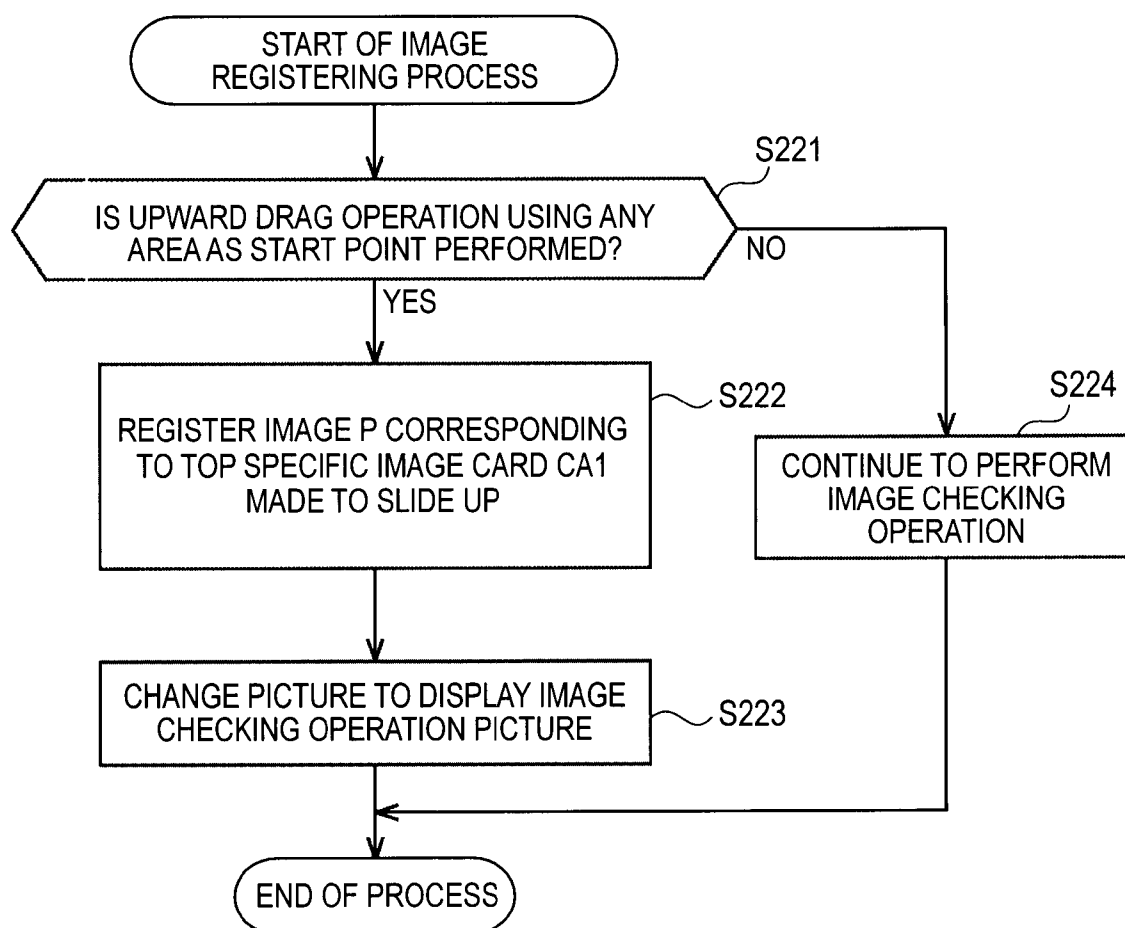 START OF IMAGE
REGISTERING PROCESS
S221
IS UPWARD DRAG OPERATION USING ANY
AREA AS START POINT PERFORMED?
NO
YES
S222
REGISTER IMAGE P CORRESPONDING
TO TOP SPECIFIC IMAGE CARD CA1
MADE TO SLIDE UP
S224
CONTINUE TO PERFORM
IMAGE CHECKING
OPERATION
CHANGE PICTURE TO DISPLAY IMAGE
CHECKING OPERATION PICTURE
S223
END OF PROCESS